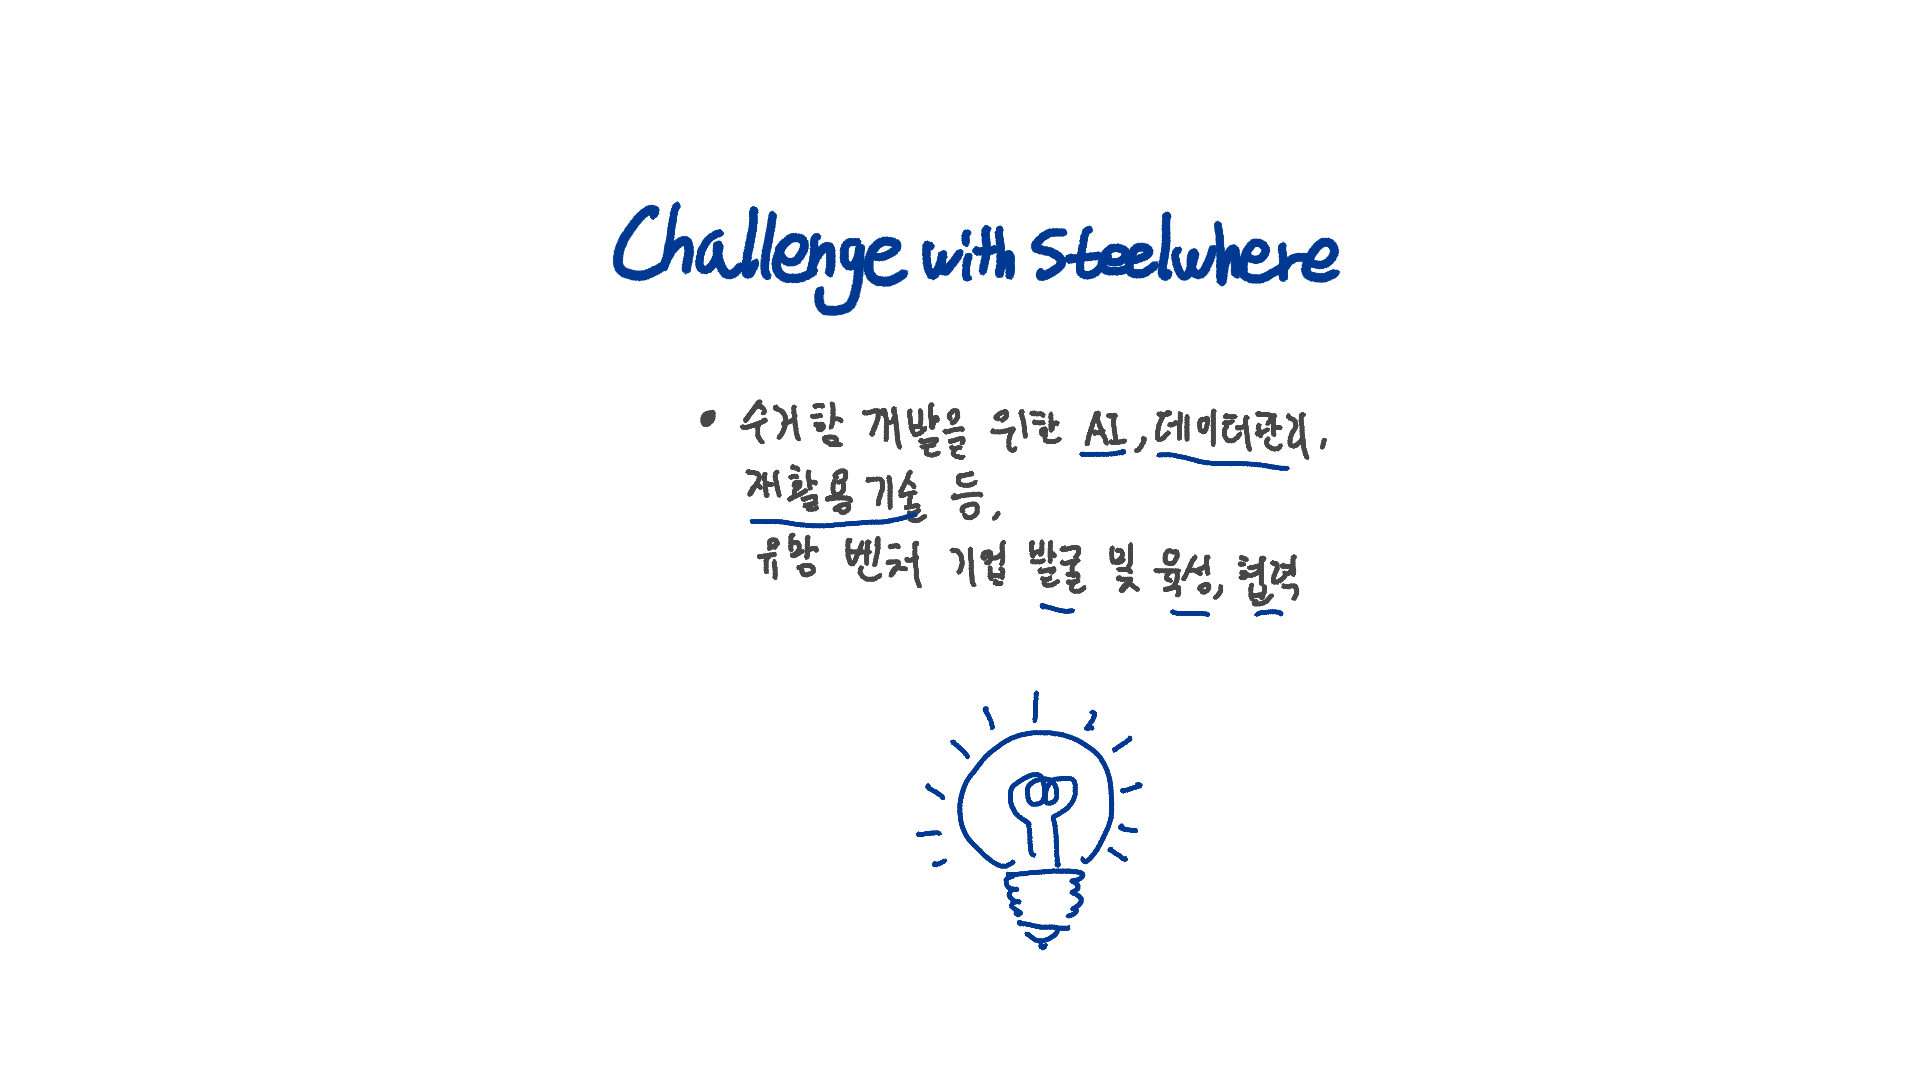 Challenge with Steelwhere
• 수거함 개발을 위한 AI, 데이터관리,
재활용 기술 등,
유망 벤처 기업 발굴 및 육성, 협력